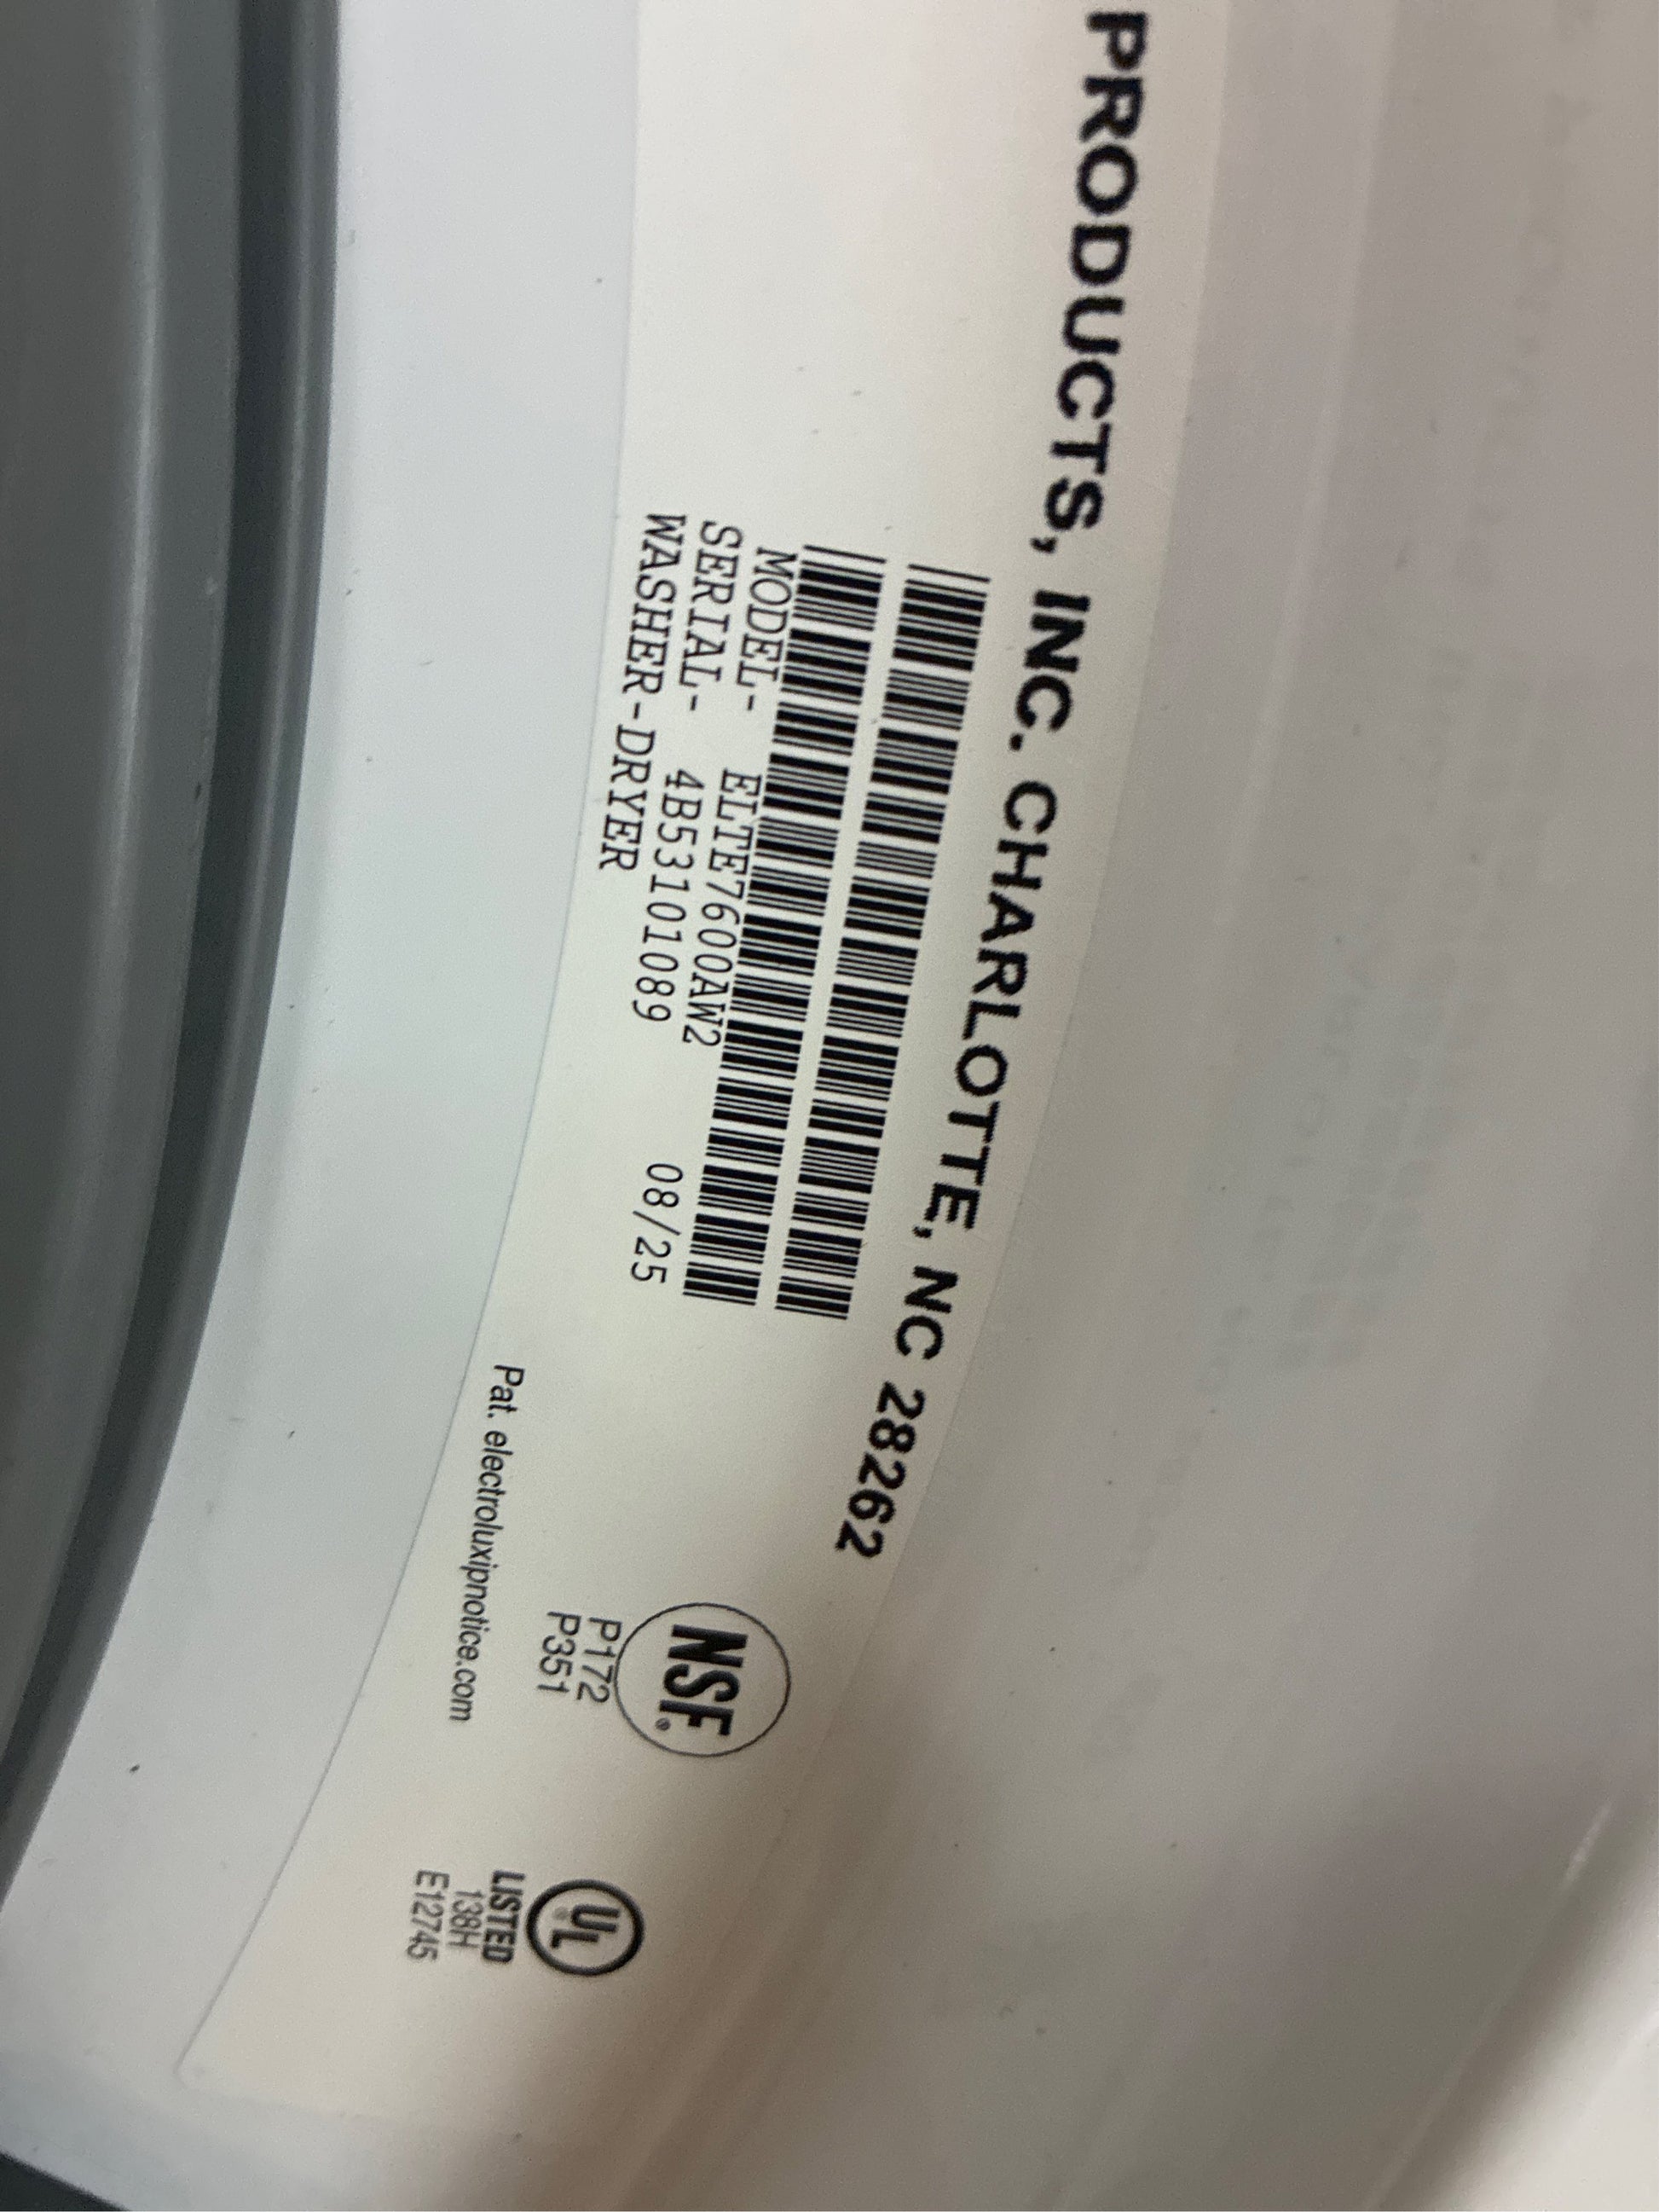 PRODUCTS, INC. CHARLOTTE, NC 28262
MODEL- ELTE7600AW2
SERIAL- 4B53101089 08/25
WASHER-DRYER
NSF®
P172
P351
Pat. electroluxipnotice.com
UL
LISTED
138H
E12745